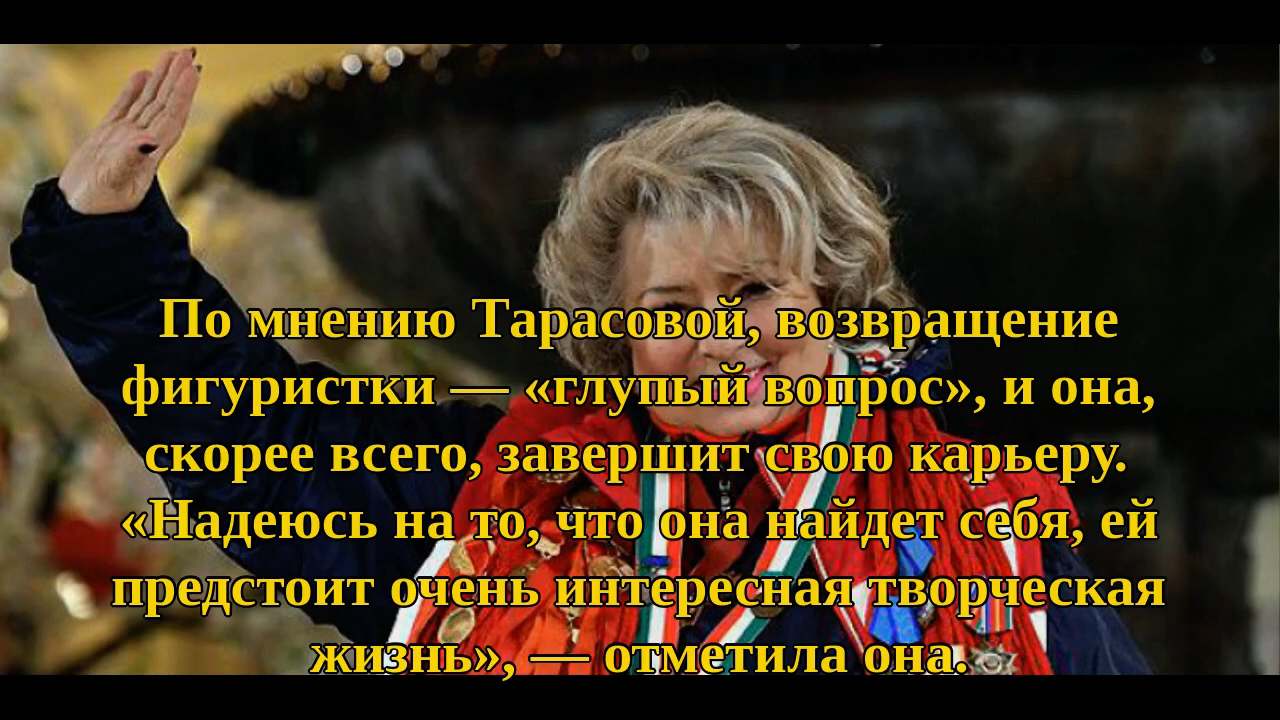 По мнению Тарасовой, возвращение
фигуристки — «глупый вопрос», и она,
скорее всего, завершит свою карьеру.
«Надеюсь на то, что она найдет себя, ей
предстоит очень интересная творческая
жизнь», — отметила она.